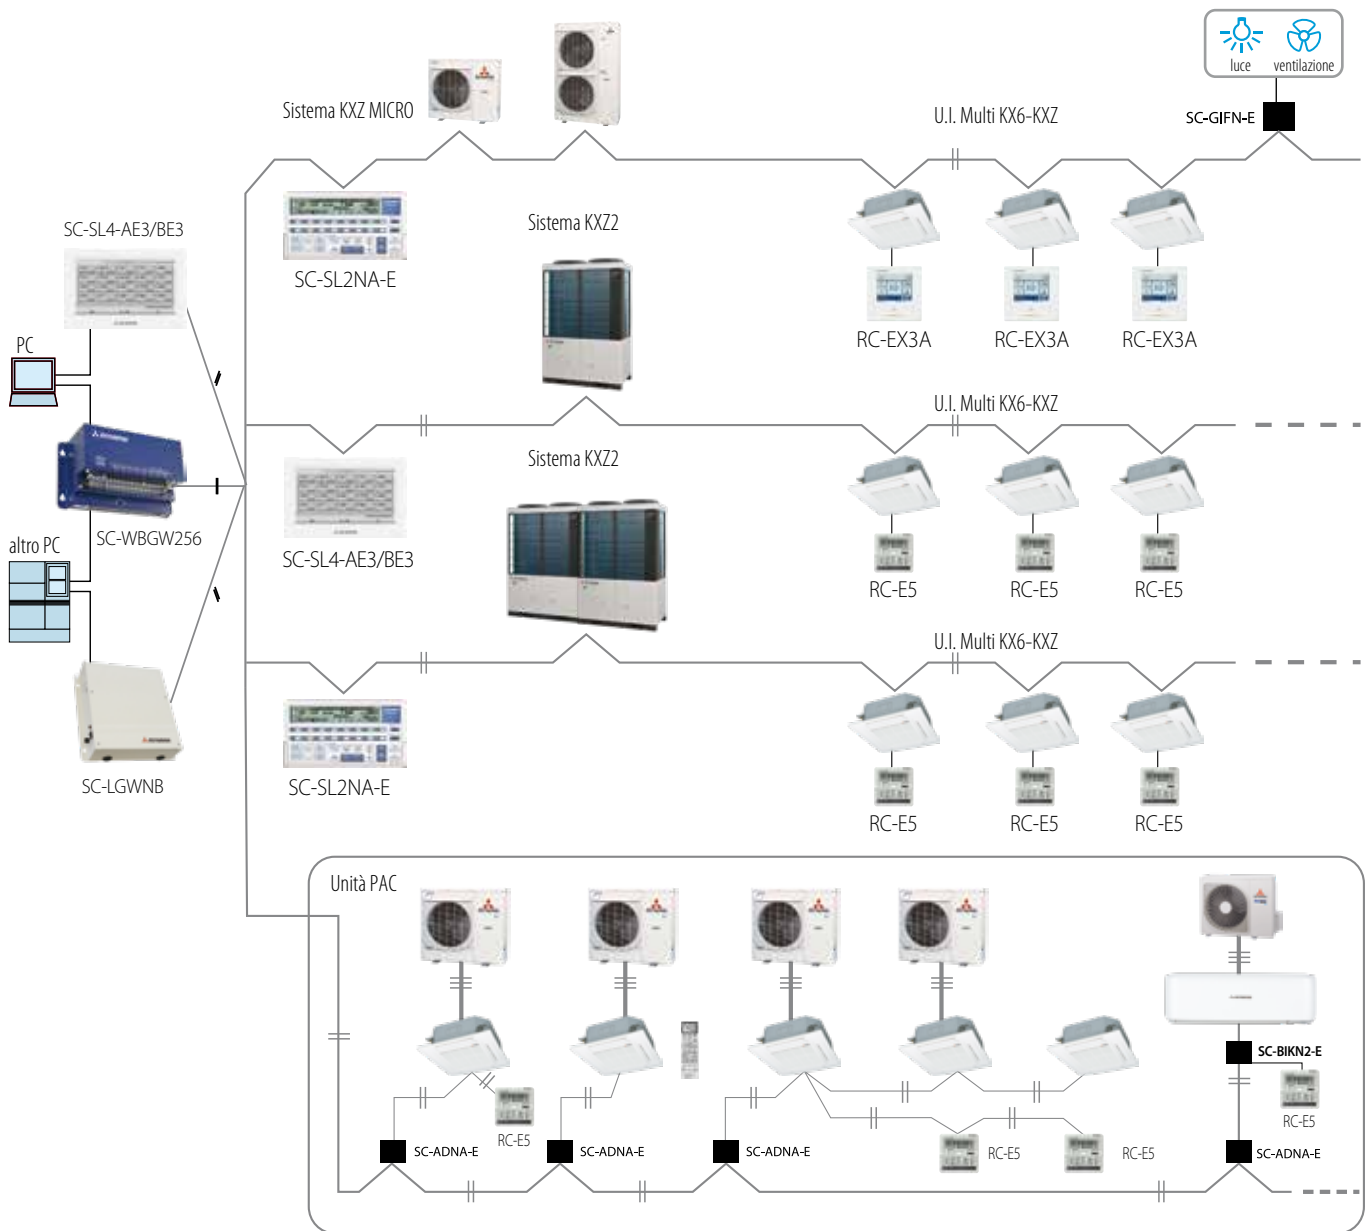 luce
ventilazione
Sistema KXZ MICRO
U.I. Multi KX6-KXZ
SC-GIFN-E
SC-SL4-AE3/BE3
SC-SL2NA-E
Sistema KXZ2
RC-EX3A
RC-EX3A
RC-EX3A
PC
U.I. Multi KX6-KXZ
Sistema KXZ2
SC-WBGW256
altro PC
SC-SL4-AE3/BE3
RC-E5
RC-E5
RC-E5
U.I. Multi KX6-KXZ
SC-LGWNB
SC-SL2NA-E
RC-E5
RC-E5
RC-E5
Unità PAC
SC-BIKN2-E
RC-E5
RC-E5
SC-ADNA-E
SC-ADNA-E
SC-ADNA-E
RC-E5
RC-E5
SC-ADNA-E